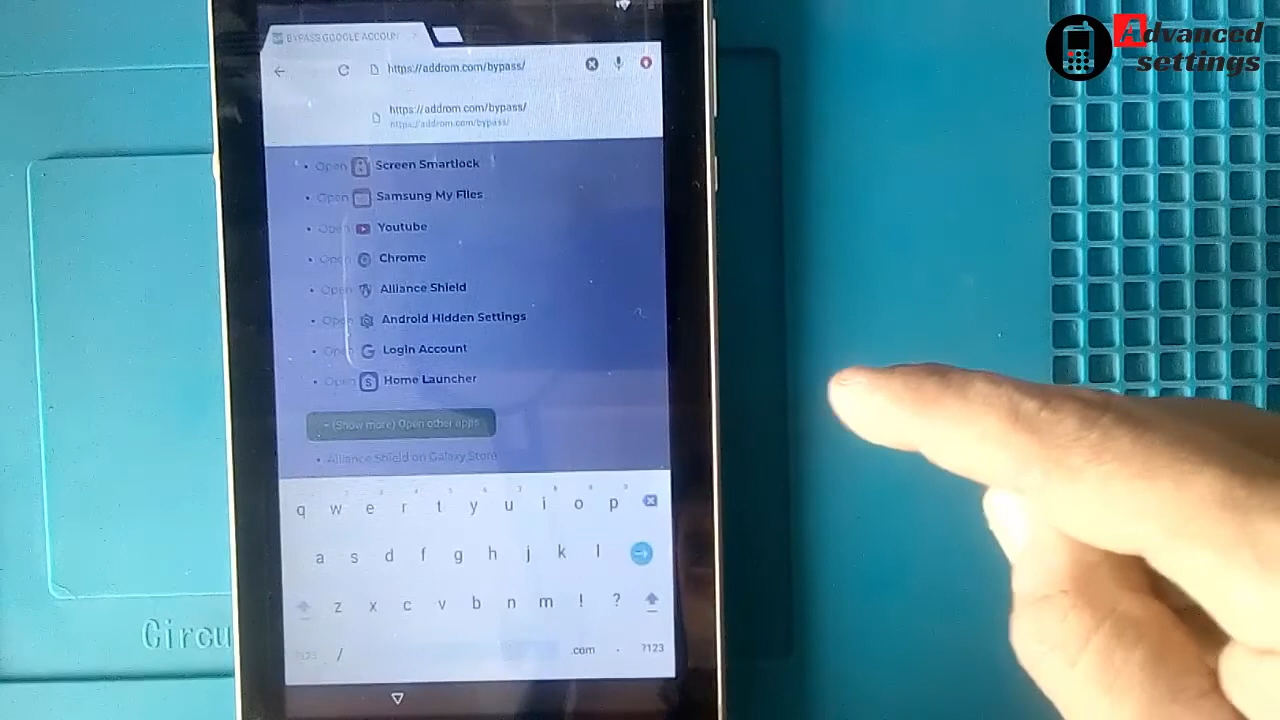 Advanced
settings
BYPASS GOOGLE ACCOUN
https://addrom.com/bypass/
https://addrom.com/bypass/
https://addrom.com/bypass/
• Open Screen Smartlock
• Open Samsung My Files
• Open Youtube
• Open Chrome
• Open Alliance Shield
• Open Android Hidden Settings
• Open Login Account
• Open Home Launcher
(Show more) Open other apps
• Alliance Shield on Galaxy Store
q w e r t y u i o p
a s d f g h j k l
z x c v b n m ! ?
?123 / .com . ?123
Circu